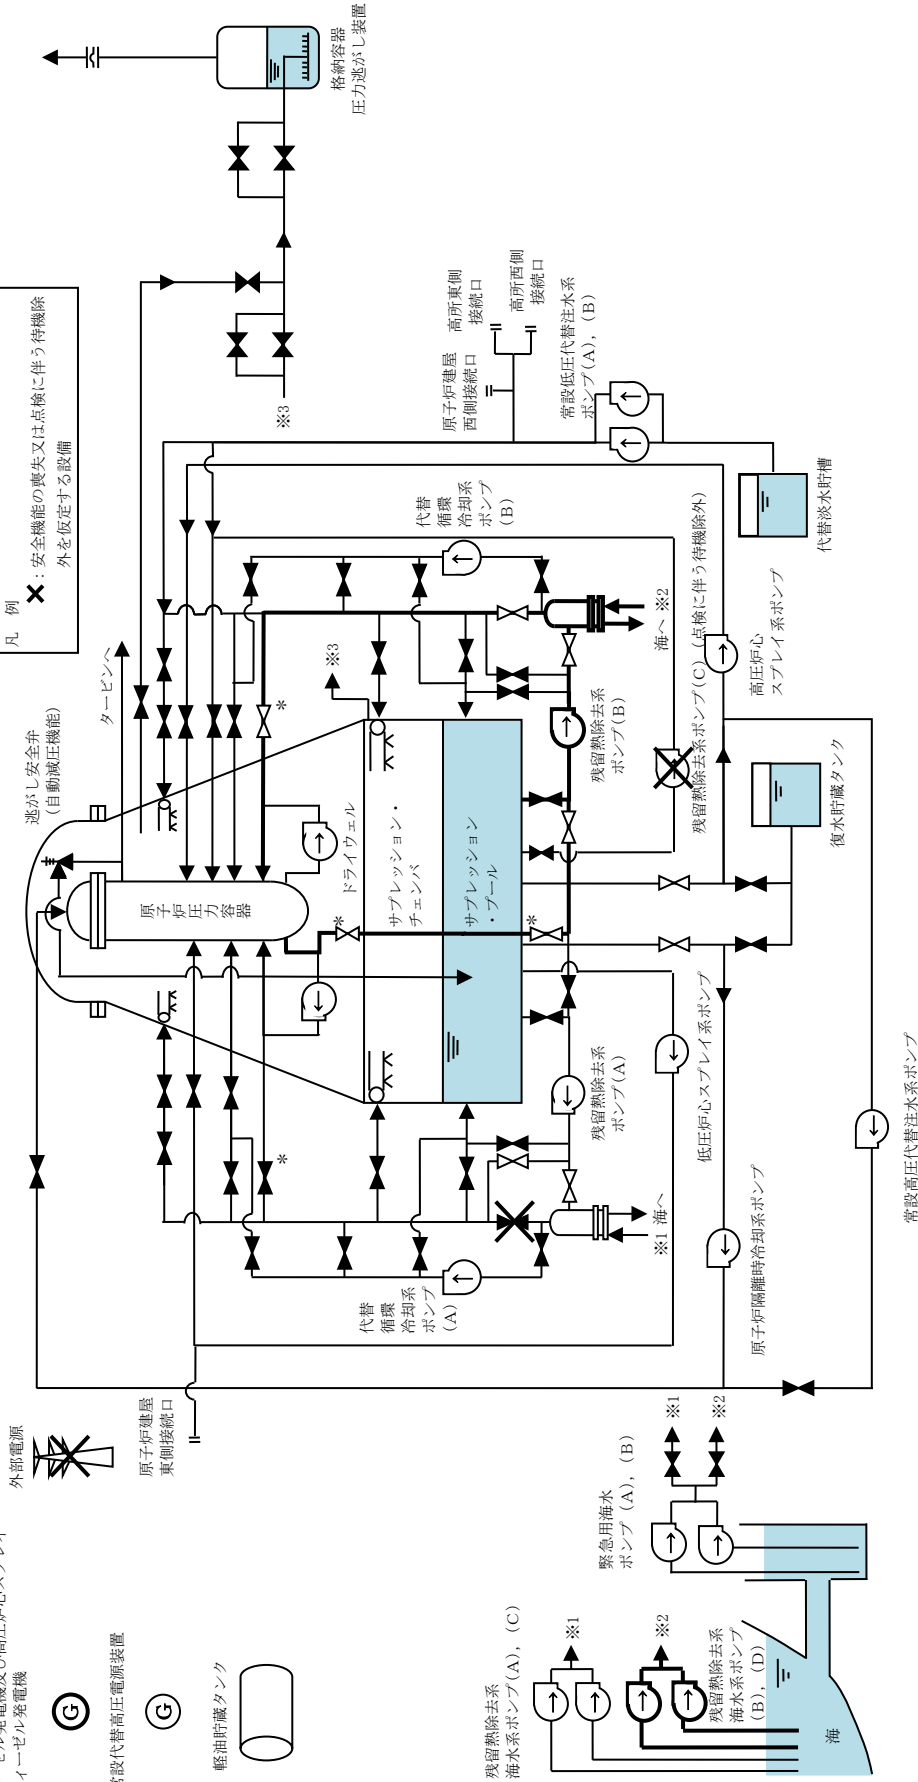 凡　例
：安全機能の喪失又は点検に伴う待機除
外を仮定する設備
格納容器
圧力逃がし装置
※3
高所東側
接続口
高所西側
接続口
原子炉建屋
西側接続口
常設低圧代替注水系
ポンプ(A)，(B)
代替淡水貯槽
タービンへ
逃がし安全弁
（自動減圧機能）
※3
代替
循環
冷却系
ポンプ
(B)
海へ ※2
残留熱除去系ポンプ(C)（点検に伴う待機除外）
高圧炉心
スプレイ系ポンプ
復水貯蔵タンク
残留熱除去系
ポンプ(B)
原子炉圧力容器
*
*
*
*
ドライウェル
サプレッション・
チェンバ
サプレッション
・プール
残留熱除去系
ポンプ(A)
低圧炉心スプレイ系ポンプ
原子炉隔離時冷却系ポンプ
常設高圧代替注水系ポンプ
※1 海へ
代替
循環
冷却系
ポンプ
(A)
外部電源
原子炉建屋
東側接続口
ィーゼル発電機
G
設代替高圧電源装置
G
軽油貯蔵タンク
緊急用海水
ポンプ(A)，(B)
※1
※2
残留熱除去系
海水系ポンプ(A)，(C)
※1
※2
残留熱除去系
海水系ポンプ
(B)，(D)
海